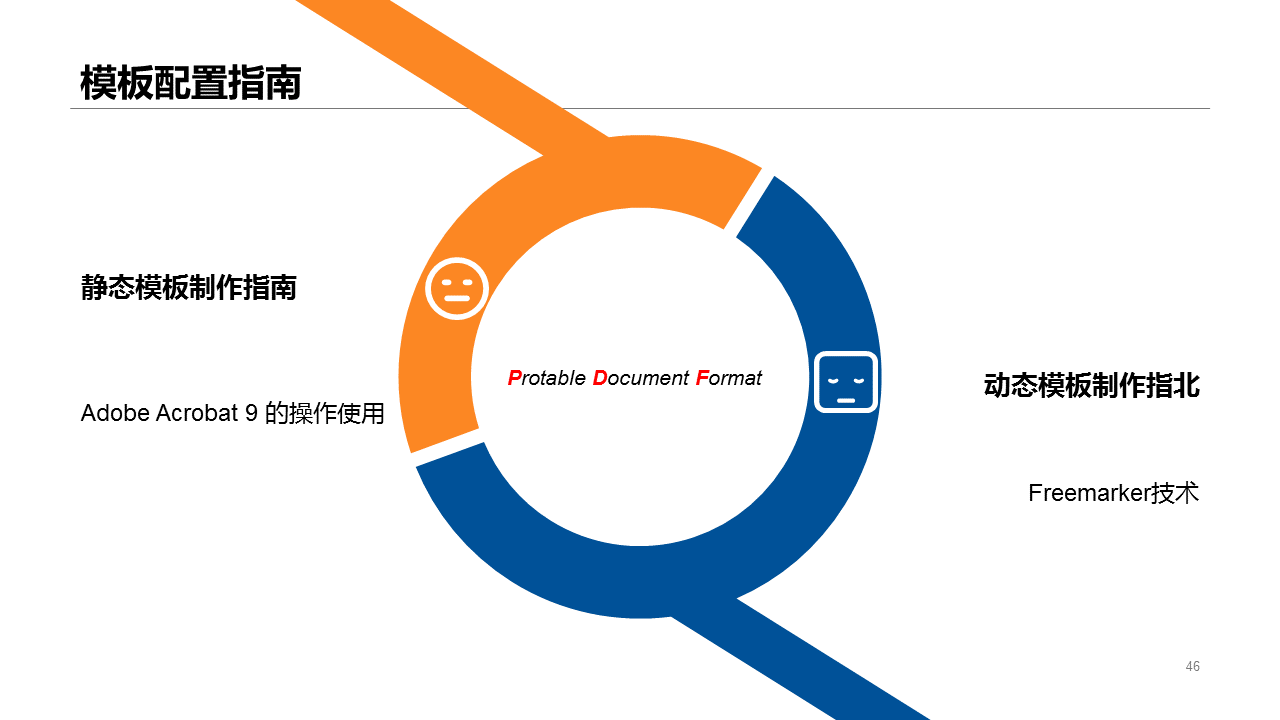 模板配置指南
静态模板制作指南
Adobe Acrobat 9 的操作使用
Protable Document Format
动态模板制作指北
Freemarker技术
46